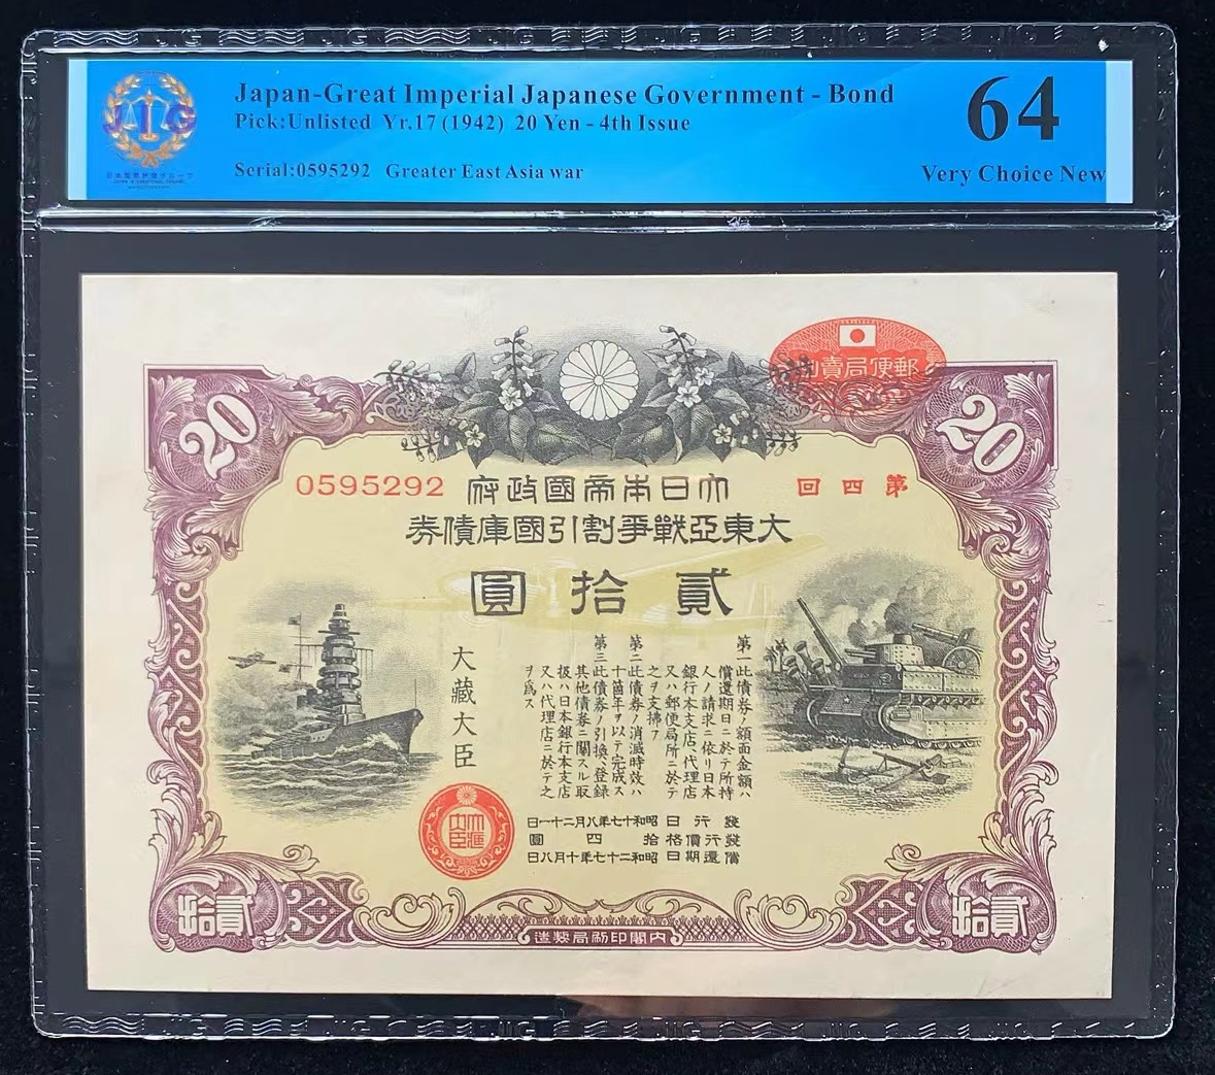 Japan-Great Imperial Japanese Government - Bond
Pick:Unlisted Yr.17 (1942) 20 Yen - 4th Issue
Serial:0595292 Greater East Asia war
64
Very Choice New
JIG
郵便局賣
20
20
第四回
0595292
大日本帝國政府
大東亞戰爭割引國庫債券
貳拾圓
第一此債券ノ額面金額ハ
償還期日ニ於テ所持
人ノ請求ニ依リ日本
銀行本支店、代理店
又ハ郵便局所ニ於テ
之ヲ支拂フ
第二此債券ノ消滅時效ハ
十箇年ヲ以テ完成ス
第三此債券ノ引換、登錄
其他債券ニ關スル取
扱ハ日本銀行本支店
又ハ代理店ニ於テ之
ヲ爲ス
大藏大臣
發行日 昭和十七年八月二十一日
發行價格 拾四圓
償還期日 昭和二十七年十月八日
貳拾
貳拾
內閣印刷局製造